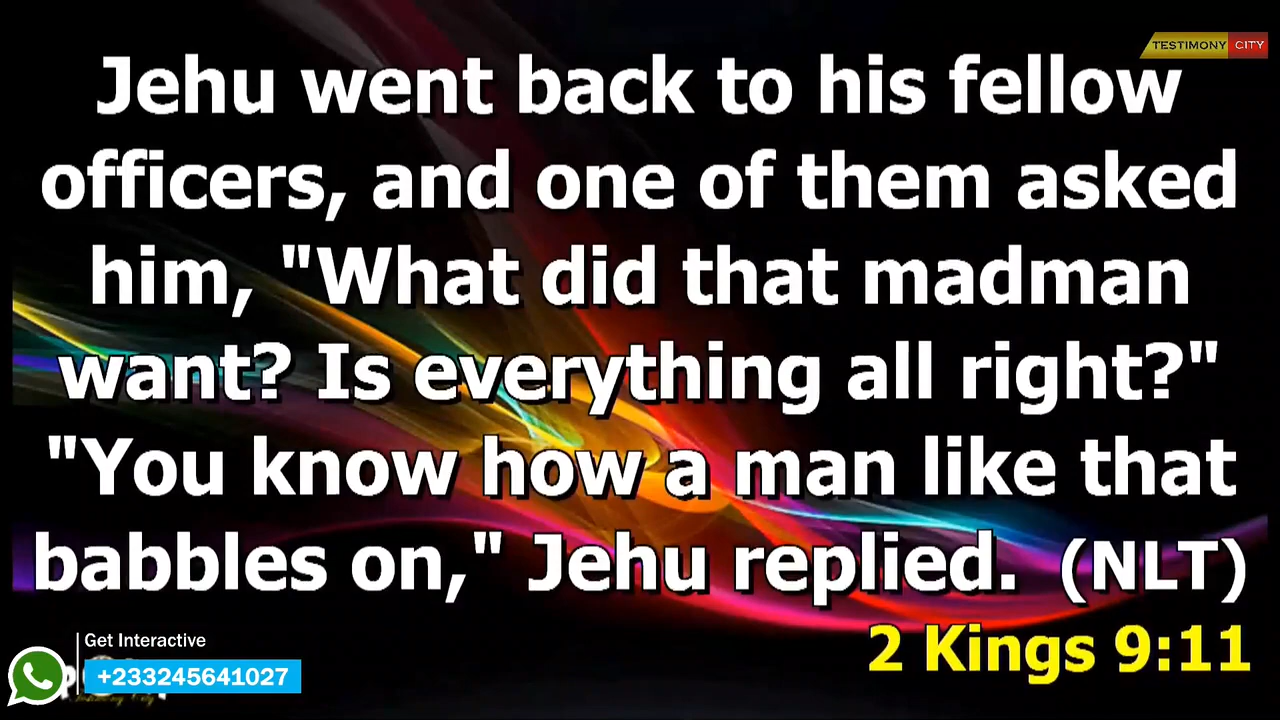 TESTIMONY CITY
Jehu went back to his fellow
officers, and one of them asked
him, "What did that madman
want? Is everything all right?"
"You know how a man like that
babbles on," Jehu replied. (NLT)
2 Kings 9:11
Get Interactive
+233245641027